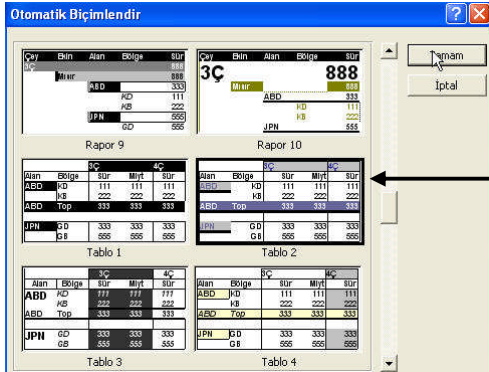 Otomatik Biçimlendir
Çey Ekin Alan Bölge Sür
3Ç 888
Mınır 888
ABD 333
KD 111
KB 222
JPN 555
GD 555
Rapor 9
Çey Ekin Alan Bölge Sür
3Ç 888
Mınır
ABD 333
KD 111
KB 222
JPN 555
Rapor 10
Tamam
İptal
3Ç 4Ç
Alan Bölge Sür Miyt Sür
ABD KD 111 111 111
KB 222 222 222
ABD Top 333 333 333
JPN GD 333 333 333
GB 555 555 555
Tablo 1
3Ç 4Ç
Alan Bölge Sür Miyt Sür
ABD KD 111 111 111
KB 222 222 222
ABD Top 333 333 333
JPN GD 333 333 333
GB 555 555 555
Tablo 2
3Ç 4Ç
Alan Bölge Sür Miyt Sür
ABD KD 111 111 111
KB 222 222 222
ABD Top 333 333 333
JPN GD 333 333 333
GB 555 555 555
Tablo 3
3Ç 4Ç
Alan Bölge Sür Miyt Sür
ABD KD 111 111 111
KB 222 222 222
ABD Top 333 333 333
JPN GD 333 333 333
GB 555 555 555
Tablo 4